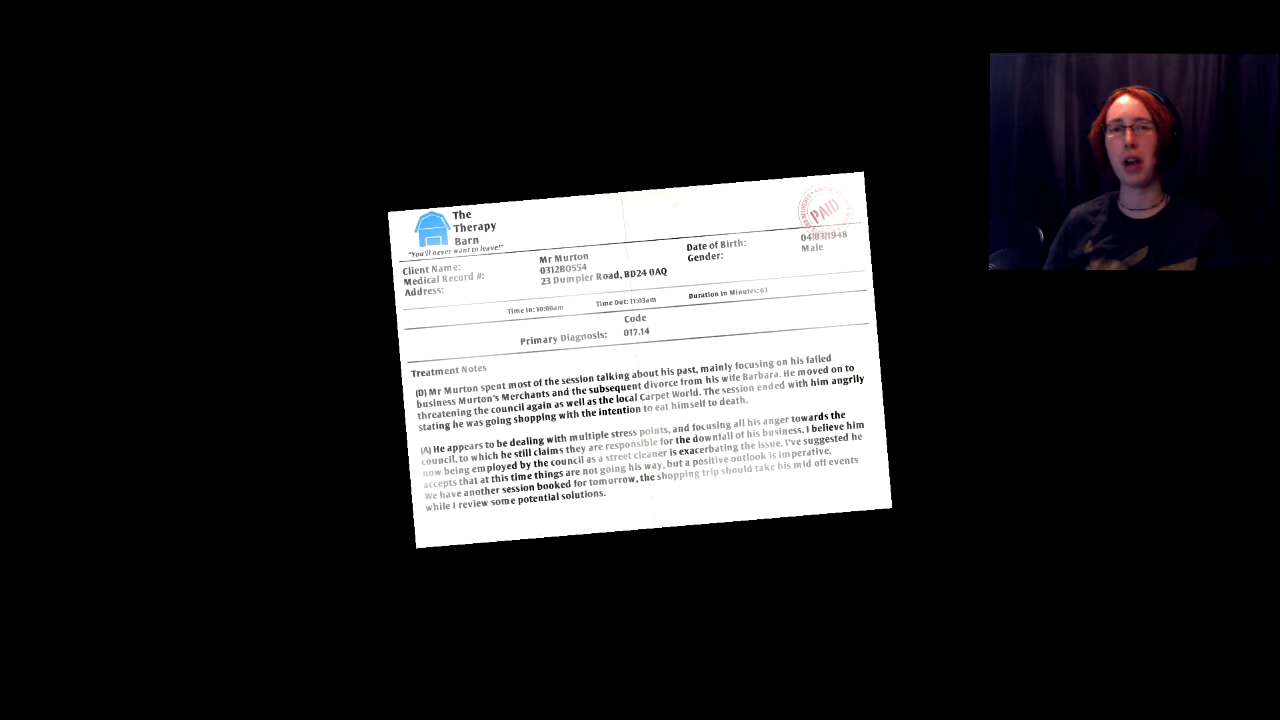 The
Therapy
Barn
"You'll never want to leave!"
PAID
Client Name: Mr Murton
Medical Record #: 0312BO554
Address: 23 Dumpler Road, BD24 0AQ
Date of Birth: 04/03/1948
Gender: Male
Time In: 10:00am Time Out: 11:03am Duration in Minutes: 63
Code
Primary Diagnosis: 017.14
Treatment Notes
(D) Mr Murton spent most of the session talking about his past, mainly focusing on his failed
business Murton's Merchants and the subsequent divorce from his wife Barbara. He moved on to
threatening the council again as well as the local Carpet World. The session ended with him angrily
stating he was going shopping with the intention to eat himself to death.
(A) He appears to be dealing with multiple stress points, and focusing all his anger towards the
council, to which he still claims they are responsible for the downfall of his business. I believe him
now being employed by the council as a street cleaner is exacerbating the issue. I've suggested he
accepts that at this time things are not going his way, but a positive outlook is imperative.
We have another session booked for tomorrow, the shopping trip should take his mid off events
while I review some potential solutions.